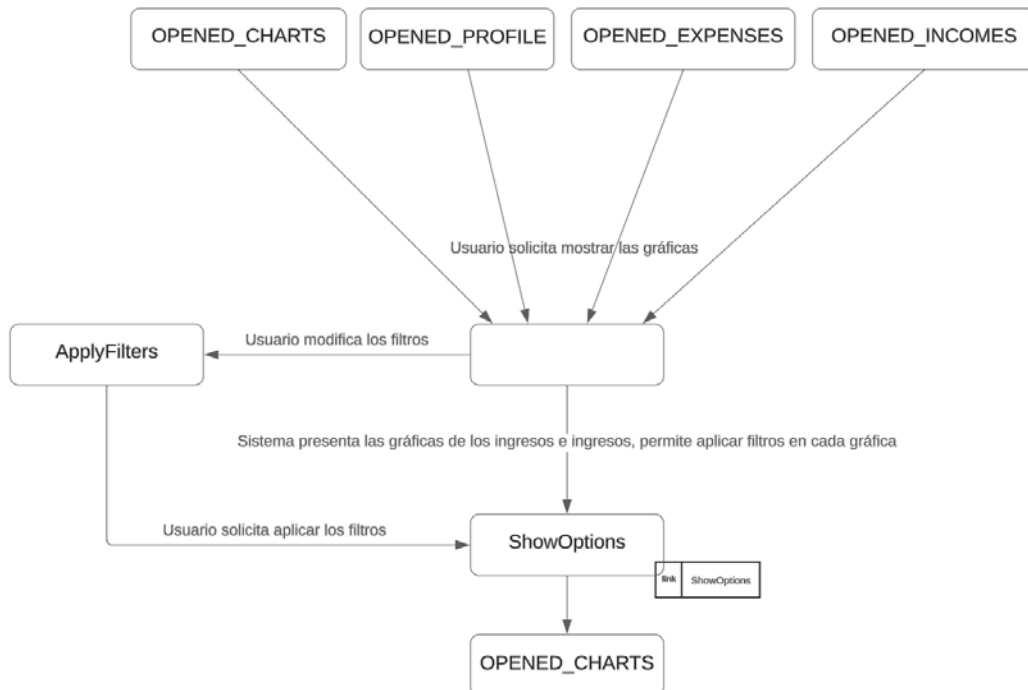 OPENED_CHARTS
OPENED_PROFILE
OPENED_EXPENSES
OPENED_INCOMES
Usuario solicita mostrar las gráficas
Usuario modifica los filtros
ApplyFilters
Sistema presenta las gráficas de los ingresos e ingresos, permite aplicar filtros en cada gráfica
Usuario solicita aplicar los filtros
ShowOptions
link
ShowOptions
OPENED_CHARTS